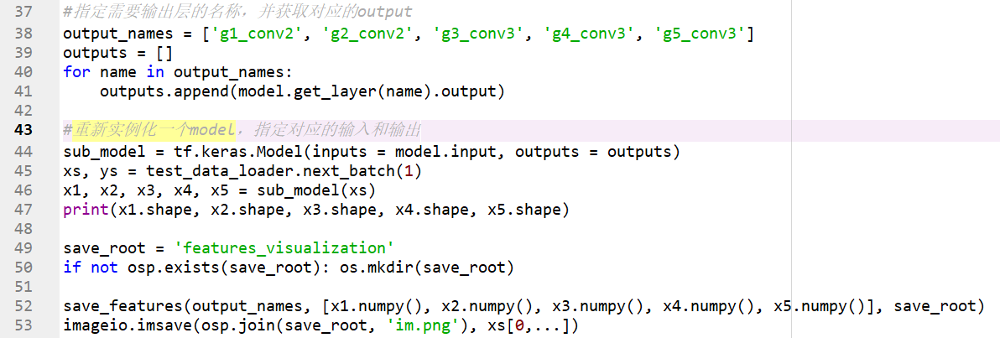 37 #指定需要输出层的名称，并获取对应的output
38 output_names = ['g1_conv2', 'g2_conv2', 'g3_conv3', 'g4_conv3', 'g5_conv3']
39 outputs = []
40 for name in output_names:
41     outputs.append(model.get_layer(name).output)
42
43 #重新实例化一个model，指定对应的输入和输出
44 sub_model = tf.keras.Model(inputs = model.input, outputs = outputs)
45 xs, ys = test_data_loader.next_batch(1)
46 x1, x2, x3, x4, x5 = sub_model(xs)
47 print(x1.shape, x2.shape, x3.shape, x4.shape, x5.shape)
48
49 save_root = 'features_visualization'
50 if not osp.exists(save_root): os.mkdir(save_root)
51
52 save_features(output_names, [x1.numpy(), x2.numpy(), x3.numpy(), x4.numpy(), x5.numpy()], save_root)
53 imageio.imsave(osp.join(save_root, 'im.png'), xs[0,...])